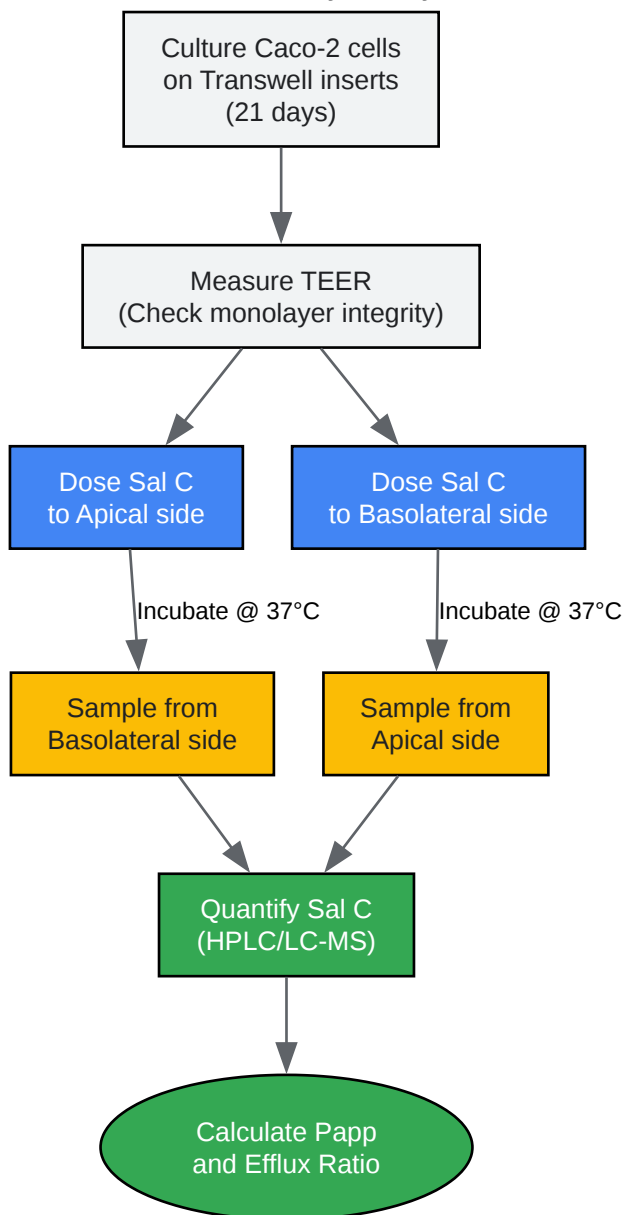 Culture Caco-2 cells
on Transwell inserts
(21 days)
Measure TEER
(Check monolayer integrity)
Dose Sal C
to Apical side
Dose Sal C
to Basolateral side
Incubate @ 37°C
Incubate @ 37°C
Sample from
Basolateral side
Sample from
Apical side
Quantify Sal C
(HPLC/LC-MS)
Calculate Papp
and Efflux Ratio